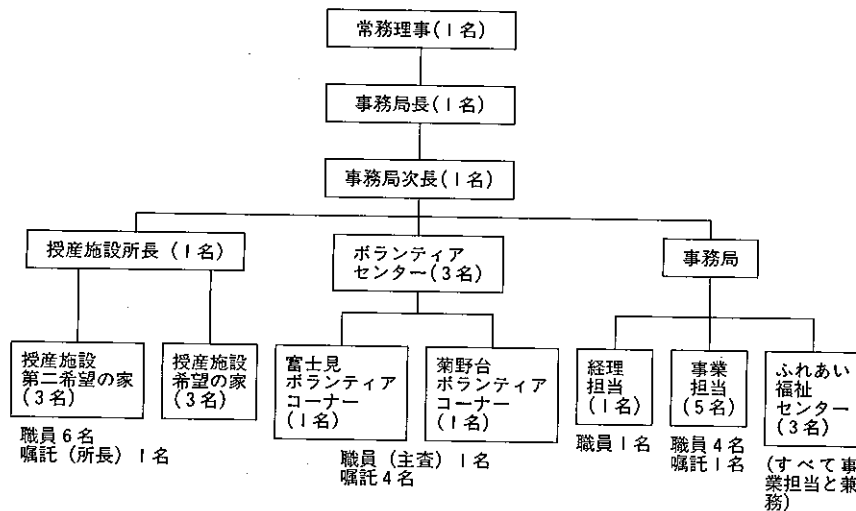 常務理事(1名)
事務局長(1名)
事務局次長(1名)
授産施設所長(1名)
ボランティア
センター(3名)
事務局
授産施設
第二希望の家
(3名)
授産施設
希望の家
(3名)
富士見
ボランティア
コーナー
(1名)
菊野台
ボランティア
コーナー
(1名)
経理
担当
(1名)
事業
担当
(5名)
ふれあい
福祉
センター
(3名)
職員6名
嘱託(所長)1名
職員(主査)1名
嘱託4名
職員1名
職員4名
嘱託1名
(すべて事
業担当と兼
務)